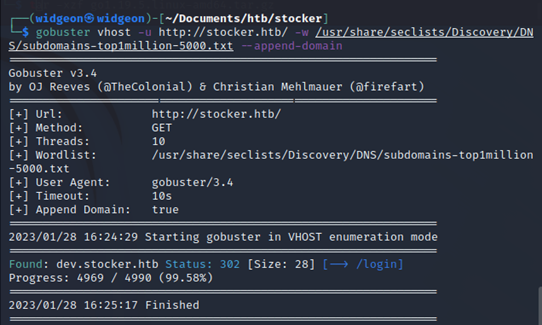 ┌──(widgeon㉿widgeon)-[~/Documents/htb/stocker]
└─$ gobuster vhost -u http://stocker.htb/ -w /usr/share/seclists/Discovery/DN
S/subdomains-top1million-5000.txt --append-domain
===============================================================
Gobuster v3.4
by OJ Reeves (@TheColonial) & Christian Mehlmauer (@firefart)
===============================================================
[+] Url:             http://stocker.htb/
[+] Method:          GET
[+] Threads:         10
[+] Wordlist:        /usr/share/seclists/Discovery/DNS/subdomains-top1million
-5000.txt
[+] User Agent:      gobuster/3.4
[+] Timeout:         10s
[+] Append Domain:   true
===============================================================
2023/01/28 16:24:29 Starting gobuster in VHOST enumeration mode
===============================================================
Found: dev.stocker.htb Status: 302 [Size: 28] [--> /login]
Progress: 4969 / 4990 (99.58%)
===============================================================
2023/01/28 16:25:17 Finished
===============================================================